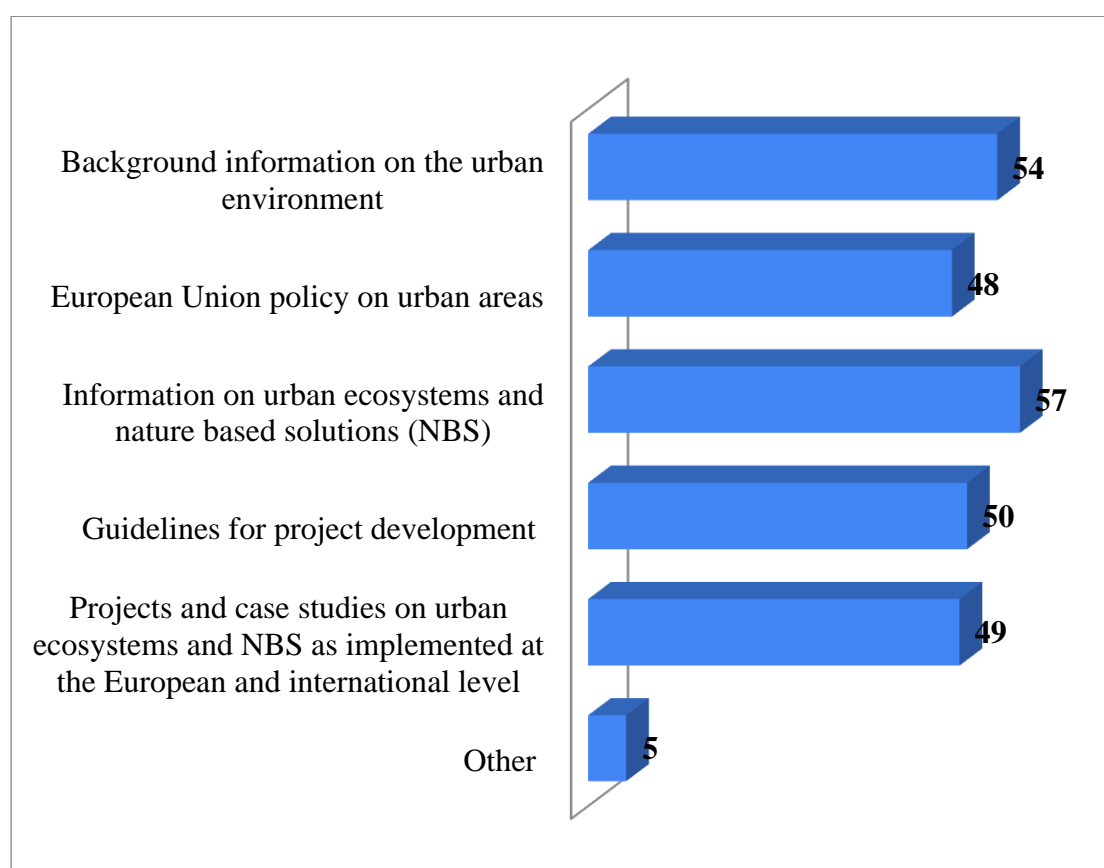 Background information on the urban
environment
54
European Union policy on urban areas
48
Information on urban ecosystems and
nature based solutions (NBS)
57
Guidelines for project development
50
Projects and case studies on urban
ecosystems and NBS as implemented at
the European and international level
49
Other
5